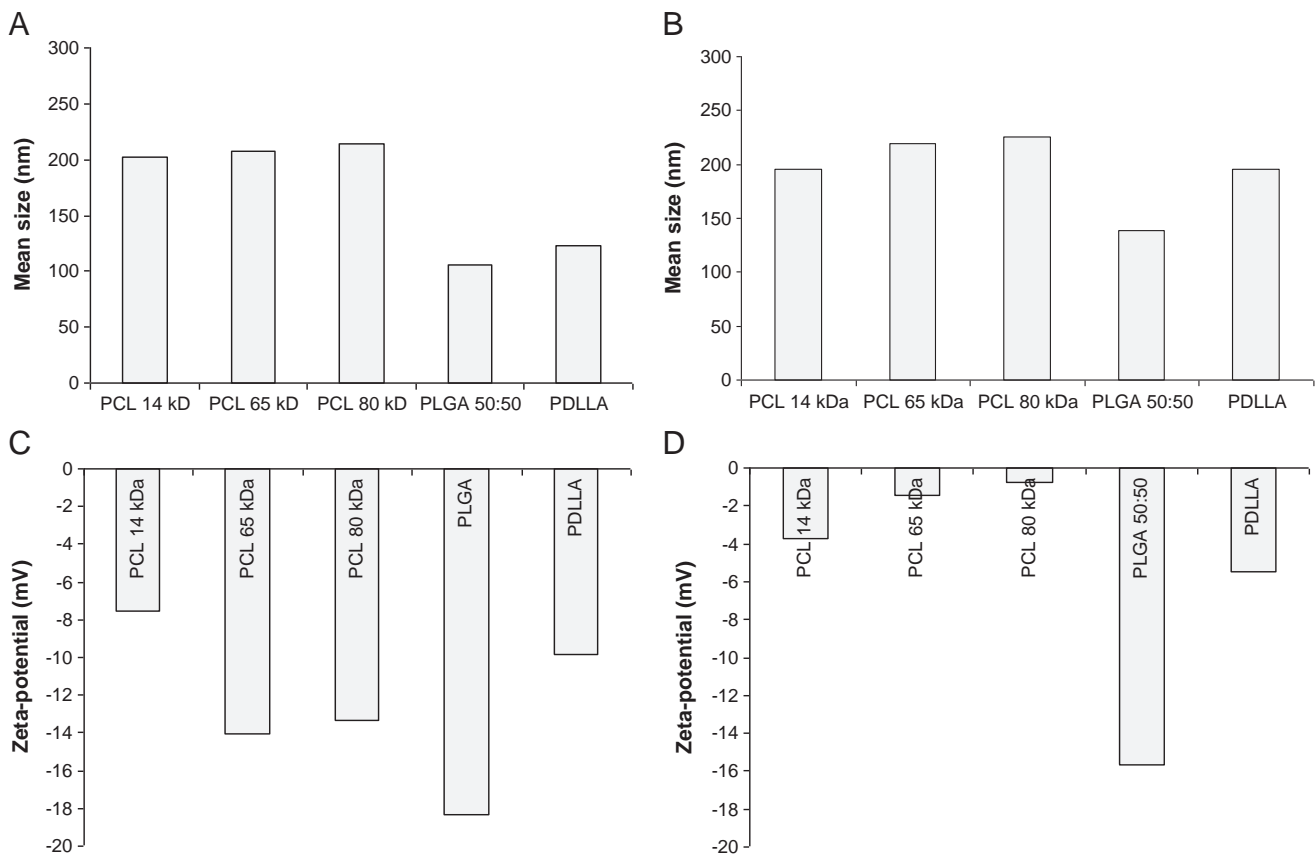 A
300
250
200
150
100
50
0
Mean size (nm)
PCL 14 kD
PCL 65 kD
PCL 80 kD
PLGA 50:50
PDLLA
B
300
250
200
150
100
50
0
Mean size (nm)
PCL 14 kDa
PCL 65 kDa
PCL 80 kDa
PLGA 50:50
PDLLA
C
0
-2
-4
-6
-8
-10
-12
-14
-16
-18
-20
Zeta-potential (mV)
PCL 14 kDa
PCL 65 kDa
PCL 80 kDa
PLGA
PDLLA
D
0
-2
-4
-6
-8
-10
-12
-14
-16
-18
-20
Zeta-potential (mV)
PCL 14 kDa
PCL 65 kDa
PCL 80 kDa
PLGA 50:50
PDLLA